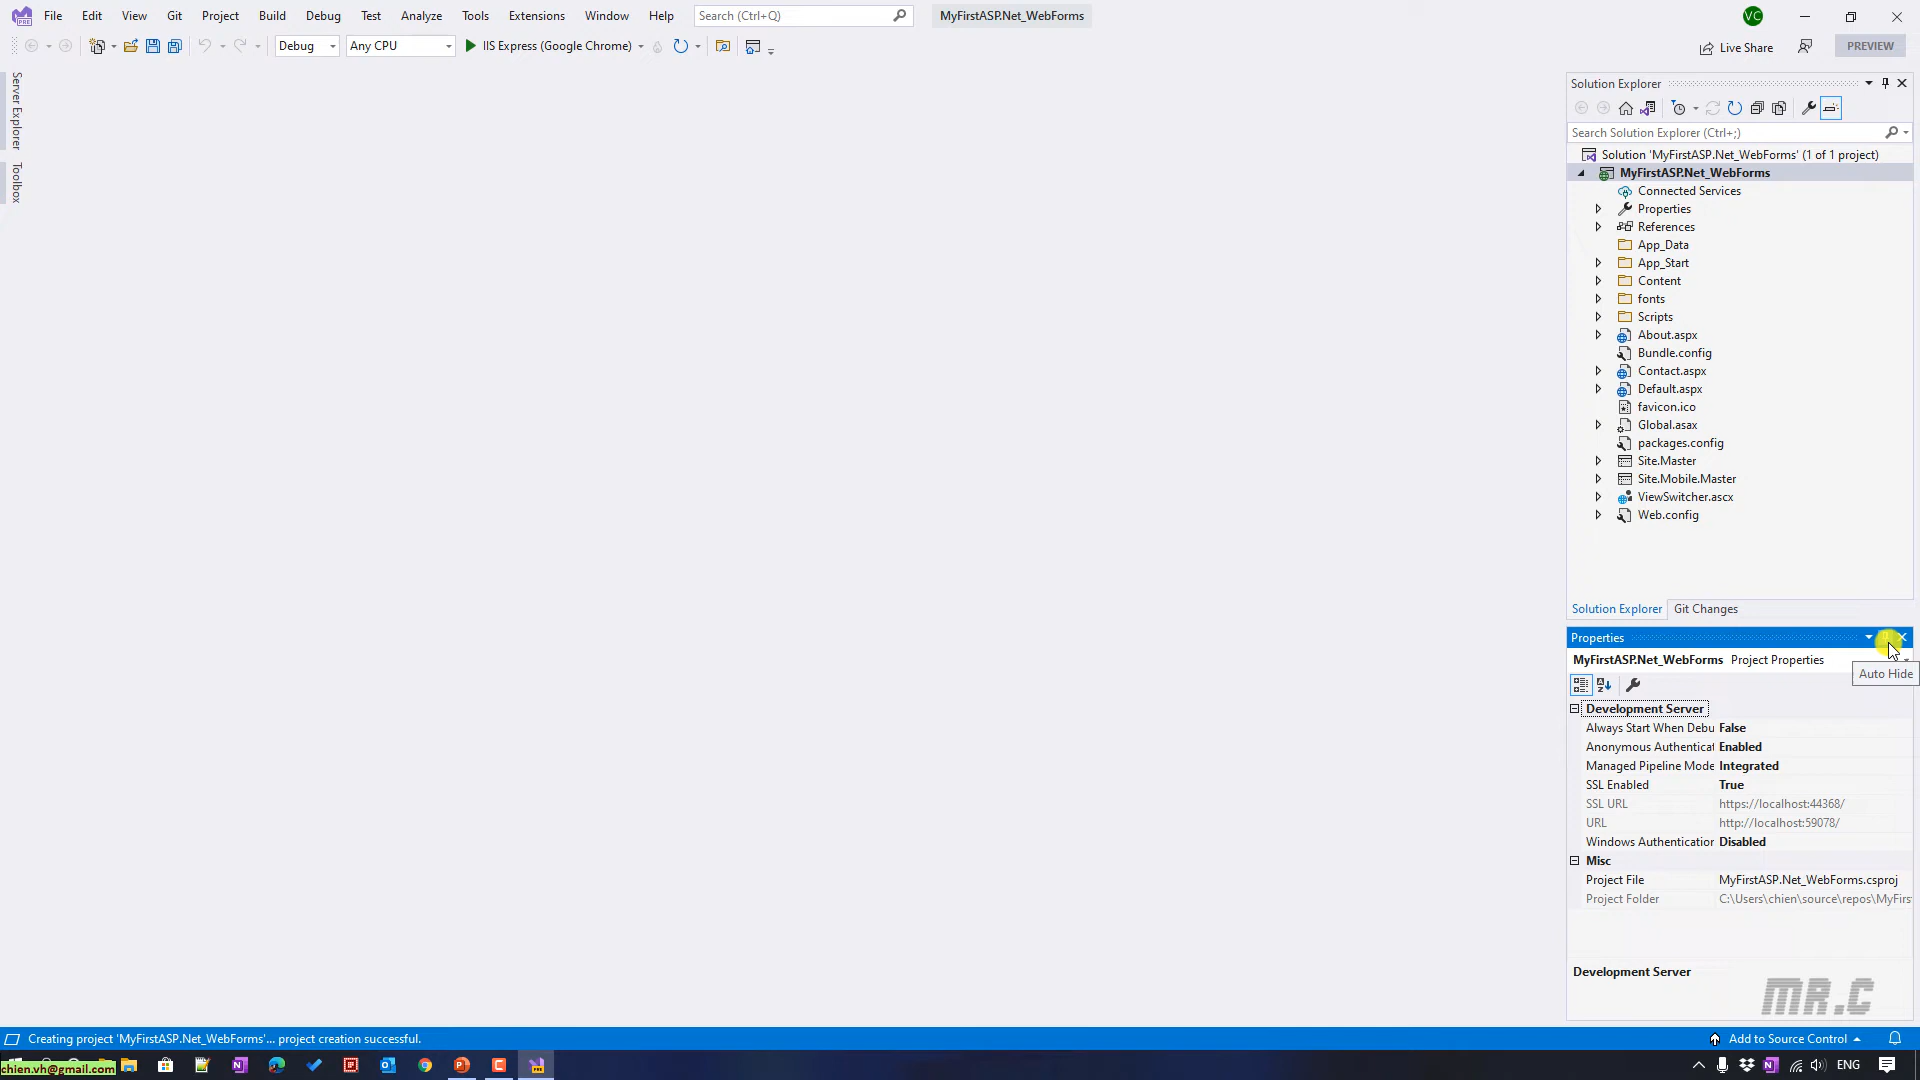 File Edit View Git Project Build Debug Test Analyze Tools Extensions Window Help Search (Ctrl+Q) MyFirstASP.Net_WebForms VC
Debug Any CPU IIS Express (Google Chrome) Live Share PREVIEW
Server Explorer
Toolbox
Solution Explorer
Search Solution Explorer (Ctrl+;)
Solution 'MyFirstASP.Net_WebForms' (1 of 1 project)
MyFirstASP.Net_WebForms
Connected Services
Properties
References
App_Data
App_Start
Content
fonts
Scripts
About.aspx
Bundle.config
Contact.aspx
Default.aspx
favicon.ico
Global.asax
packages.config
Site.Master
Site.Mobile.Master
ViewSwitcher.ascx
Web.config
Solution Explorer Git Changes
Properties
MyFirstASP.Net_WebForms Project Properties
Auto Hide
Development Server
Always Start When Debu False
Anonymous Authenticat Enabled
Managed Pipeline Mode Integrated
SSL Enabled True
SSL URL https://localhost:44368/
URL http://localhost:59078/
Windows Authentication Disabled
Misc
Project File MyFirstASP.Net_WebForms.csproj
Project Folder C:\Users\chien\source\repos\MyFirs
Development Server
MR.C
Creating project 'MyFirstASP.Net_WebForms'... project creation successful. Add to Source Control
chien.vh@gmail.com ENG